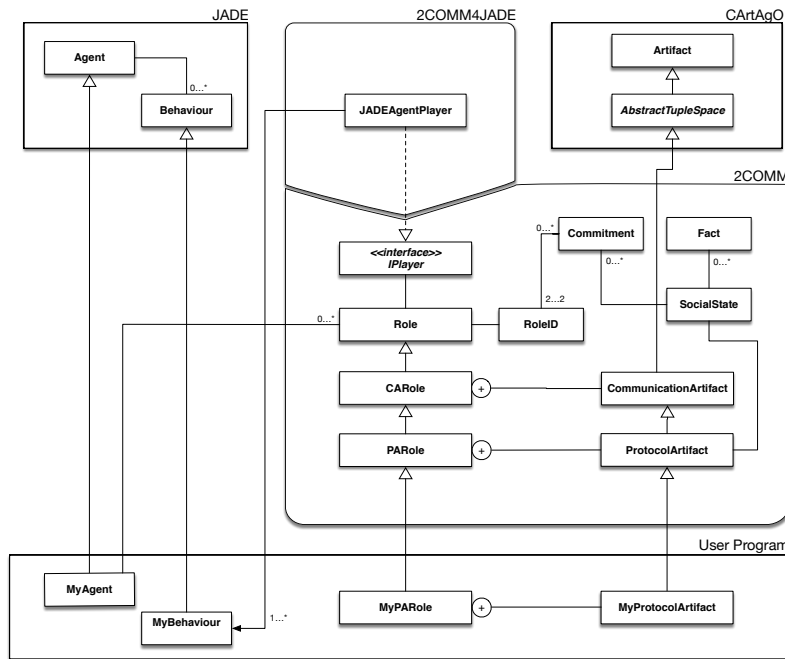 JADE
2COMM4JADE
CArtAgO
Agent
0...*
Behaviour
JADEAgentPlayer
Artifact
AbstractTupleSpace
2COMM
<<interface>>
IPlayer
0...*
Commitment
0...*
Fact
0...*
2...2
SocialState
0...*
Role
RoleID
CARole
+
CommunicationArtifact
PARole
+
ProtocolArtifact
User Program
MyAgent
MyBehaviour
1...*
MyPARole
+
MyProtocolArtifact